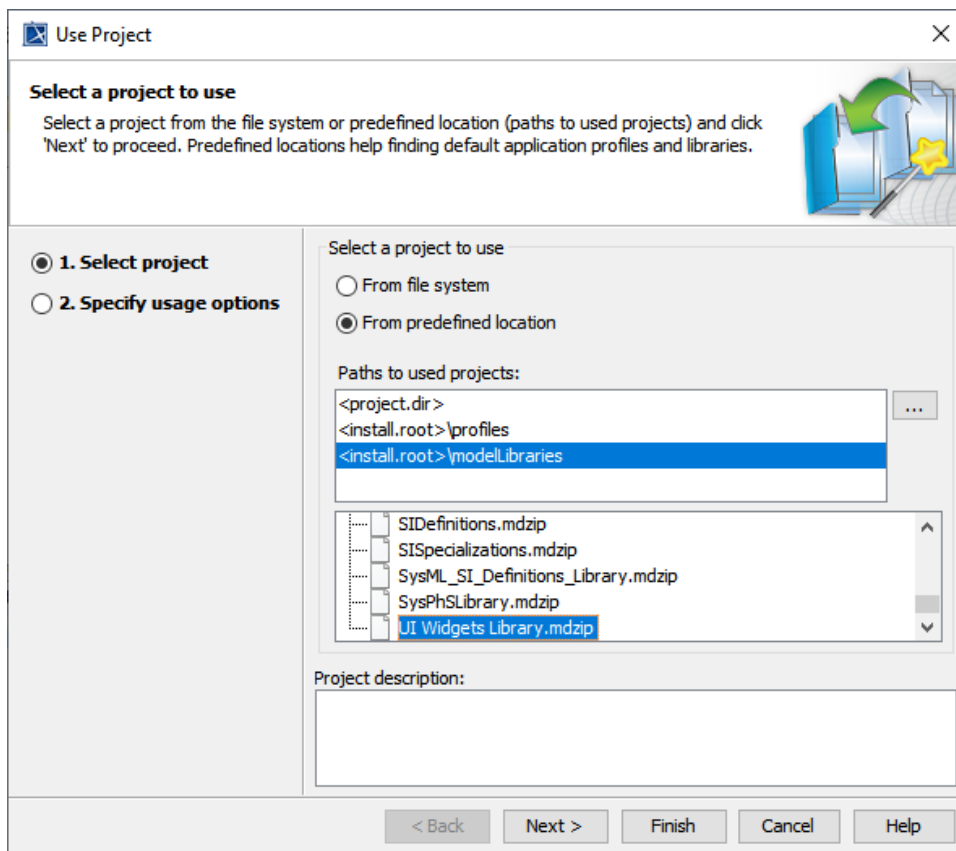 Use Project
Select a project to use
Select a project from the file system or predefined location (paths to used projects) and click
'Next' to proceed. Predefined locations help finding default application profiles and libraries.
1. Select project
2. Specify usage options
Select a project to use
From file system
From predefined location
Paths to used projects:
<project.dir>
...
<install.root>\profiles
<install.root>\modelLibraries
SIDefinitions.mdzip
SISpecializations.mdzip
SysML_SI_Definitions_Library.mdzip
SysPhSLibrary.mdzip
UI Widgets Library.mdzip
Project description:
< Back
Next >
Finish
Cancel
Help